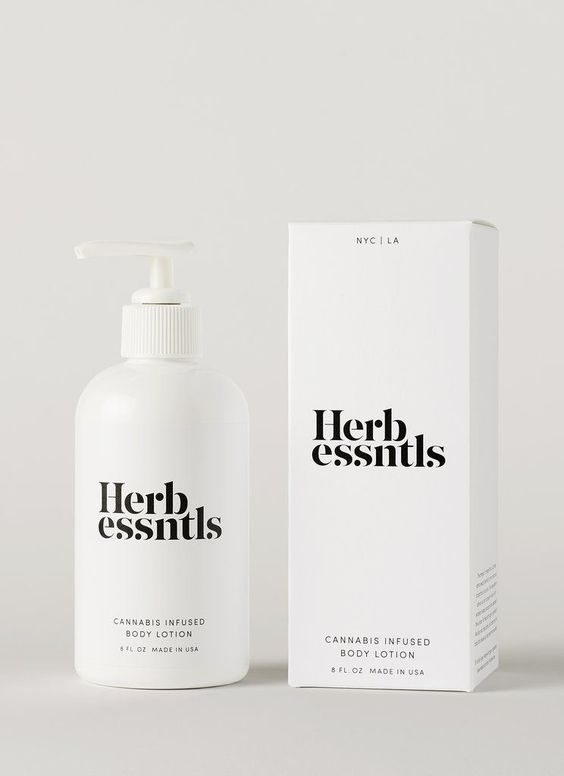 Herb
essntls
CANNABIS INFUSED
BODY LOTION
8 FL. OZ MADE IN USA
NYC | LA
Herb
essntls
CANNABIS INFUSED
BODY LOTION
8 FL. OZ MADE IN USA